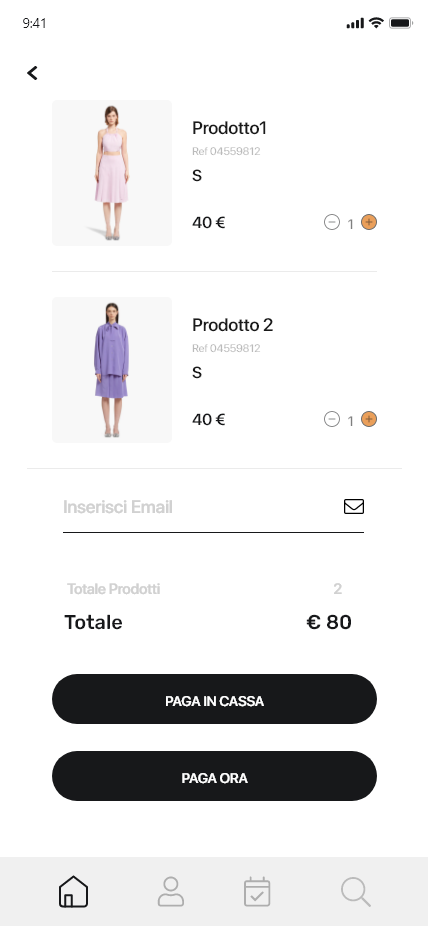 9:41
Prodotto1
Ref 04559812
S
40 €
1
Prodotto 2
Ref 04559812
S
40 €
1
Inserisci Email
Totale Prodotti 2
Totale € 80
PAGA IN CASSA
PAGA ORA